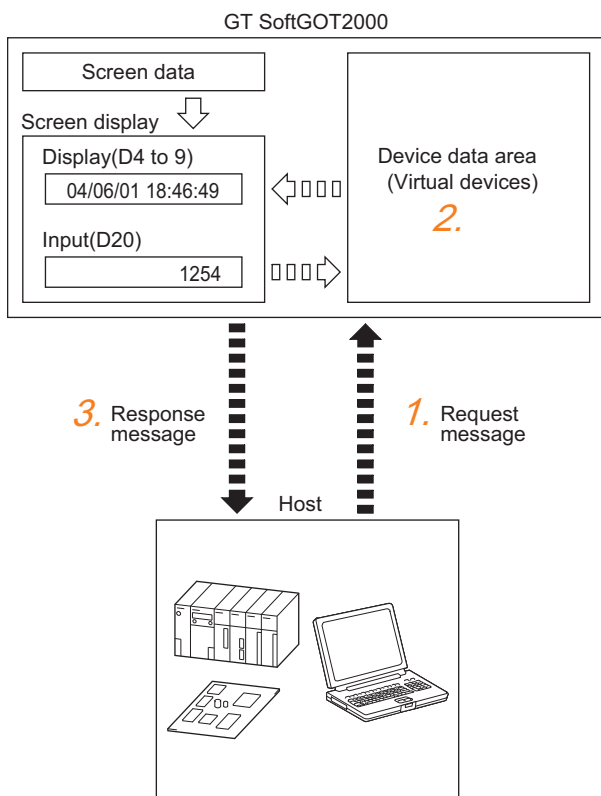 GT SoftGOT2000
Screen data
Screen display
Display(D4 to 9)
04/06/01 18:46:49
Input(D20)
1254
Device data area
(Virtual devices)
2.
3. Response
message
1. Request
message
Host